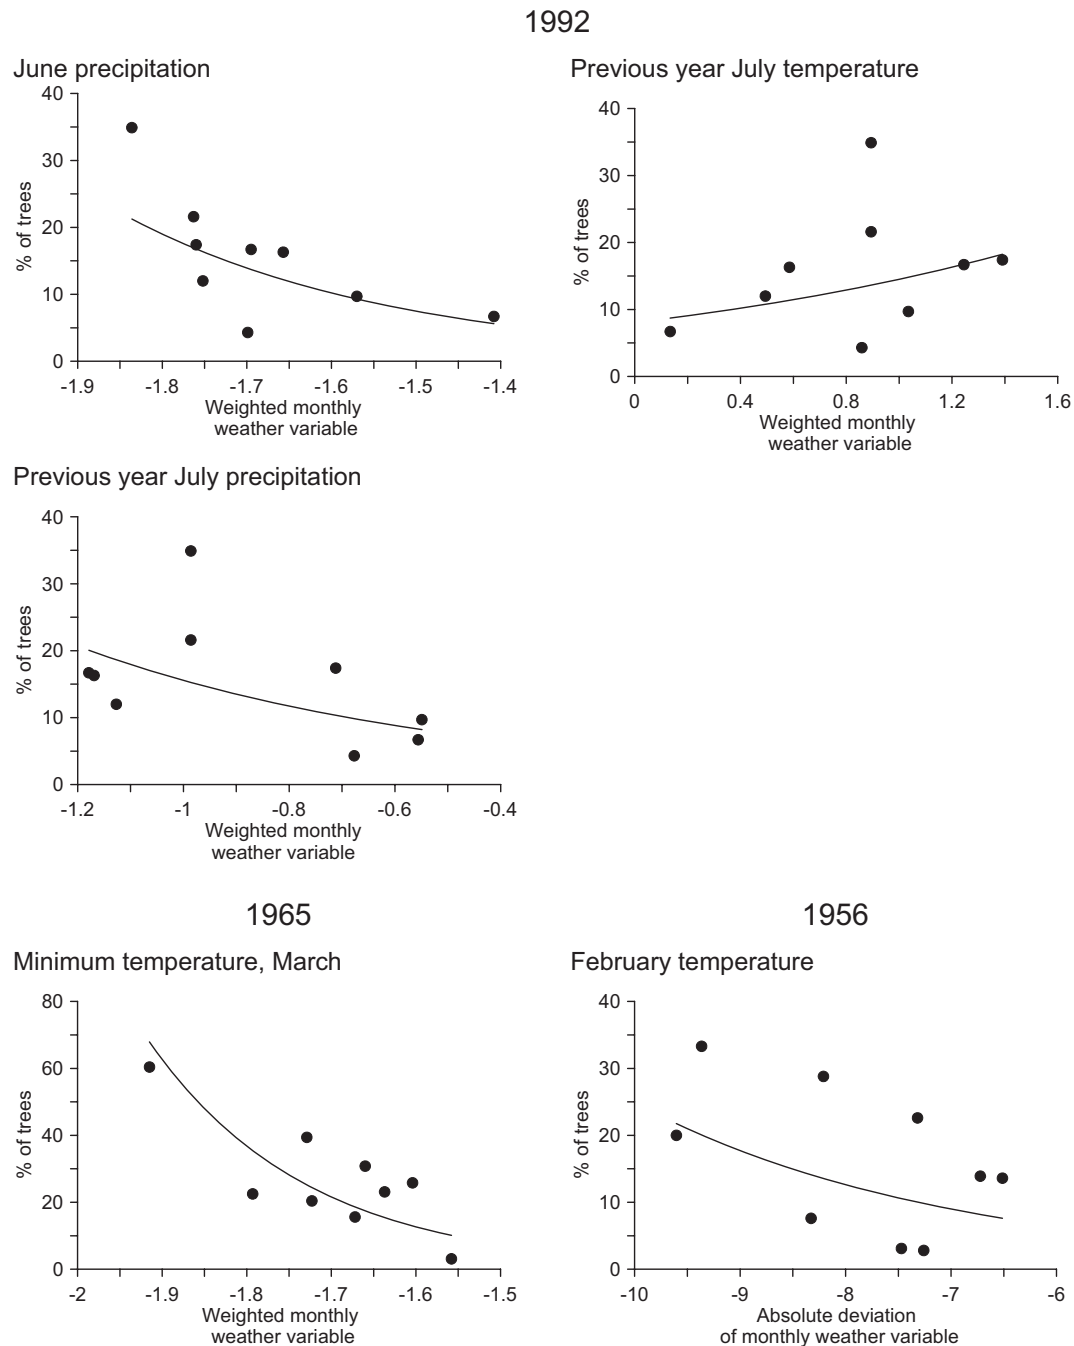 1992
June precipitation
40
30
20
10
0
% of trees
-1.9 -1.8 -1.7 -1.6 -1.5 -1.4
Weighted monthly
weather variable
Previous year July temperature
40
30
20
10
0
% of trees
0 0.4 0.8 1.2 1.6
Weighted monthly
weather variable
Previous year July precipitation
40
30
20
10
0
% of trees
-1.2 -1 -0.8 -0.6 -0.4
Weighted monthly
weather variable
1965
Minimum temperature, March
80
60
40
20
0
% of trees
-2 -1.9 -1.8 -1.7 -1.6 -1.5
Weighted monthly
weather variable
1956
February temperature
40
30
20
10
0
% of trees
-10 -9 -8 -7 -6
Absolute deviation
of monthly weather variable